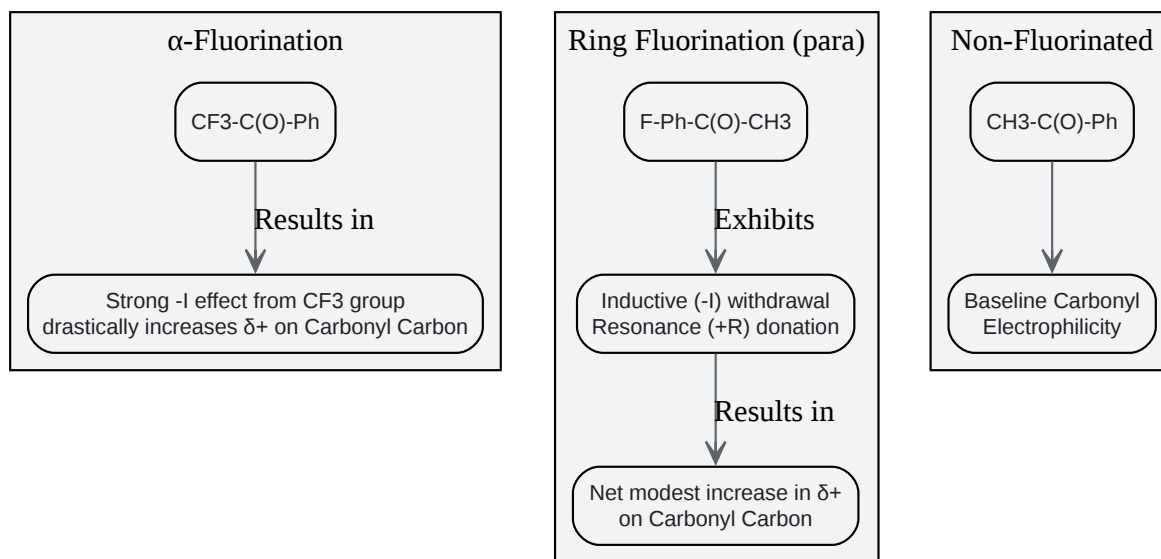 α-Fluorination
CF3-C(O)-Ph
Results in
Strong -I effect from CF3 group
drastically increases δ+ on Carbonyl Carbon
Ring Fluorination (para)
F-Ph-C(O)-CH3
Exhibits
Inductive (-I) withdrawal
Resonance (+R) donation
Results in
Net modest increase in δ+
on Carbonyl Carbon
Non-Fluorinated
CH3-C(O)-Ph
Baseline Carbonyl
Electrophilicity